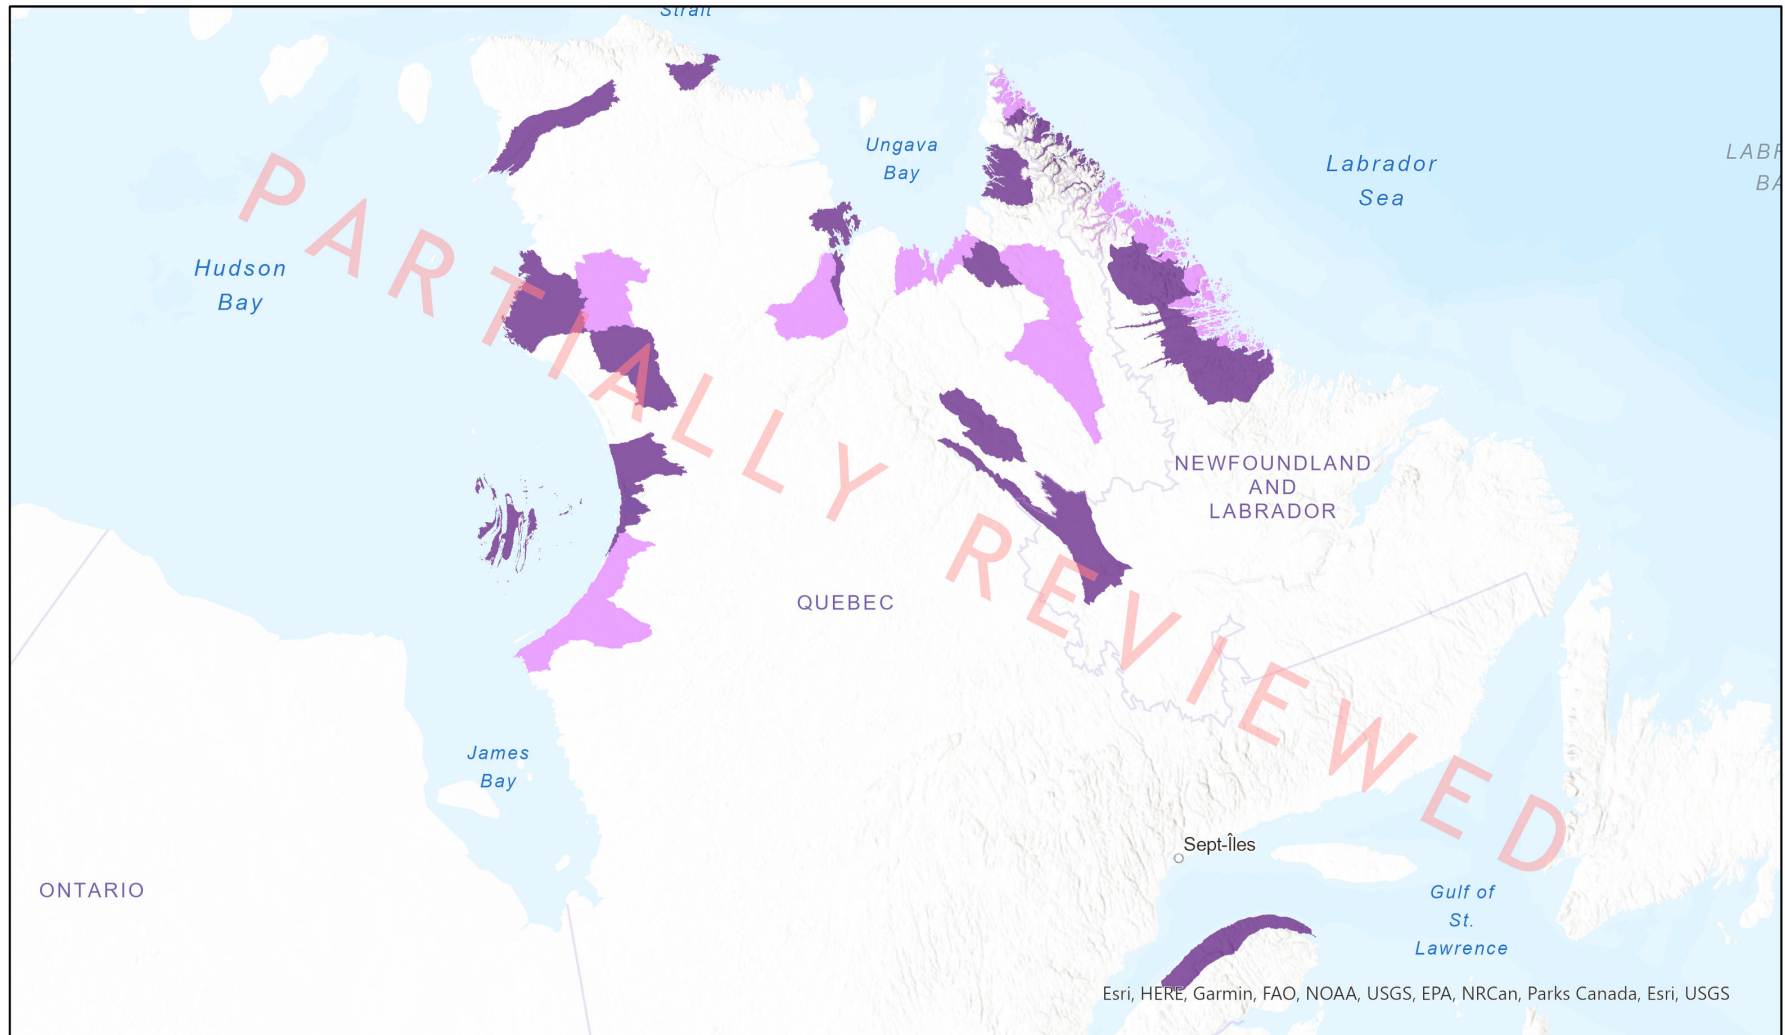 Strait
Ungava
Bay
Labrador
Sea
LABR
BA
Hudson
Bay
PARTIALLY REVIEWED
NEWFOUNDLAND
AND
LABRADOR
QUEBEC
James
Bay
Sept-Îles
ONTARIO
Gulf of
St.
Lawrence
Esri, HERE, Garmin, FAO, NOAA, USGS, EPA, NRCan, Parks Canada, Esri, USGS